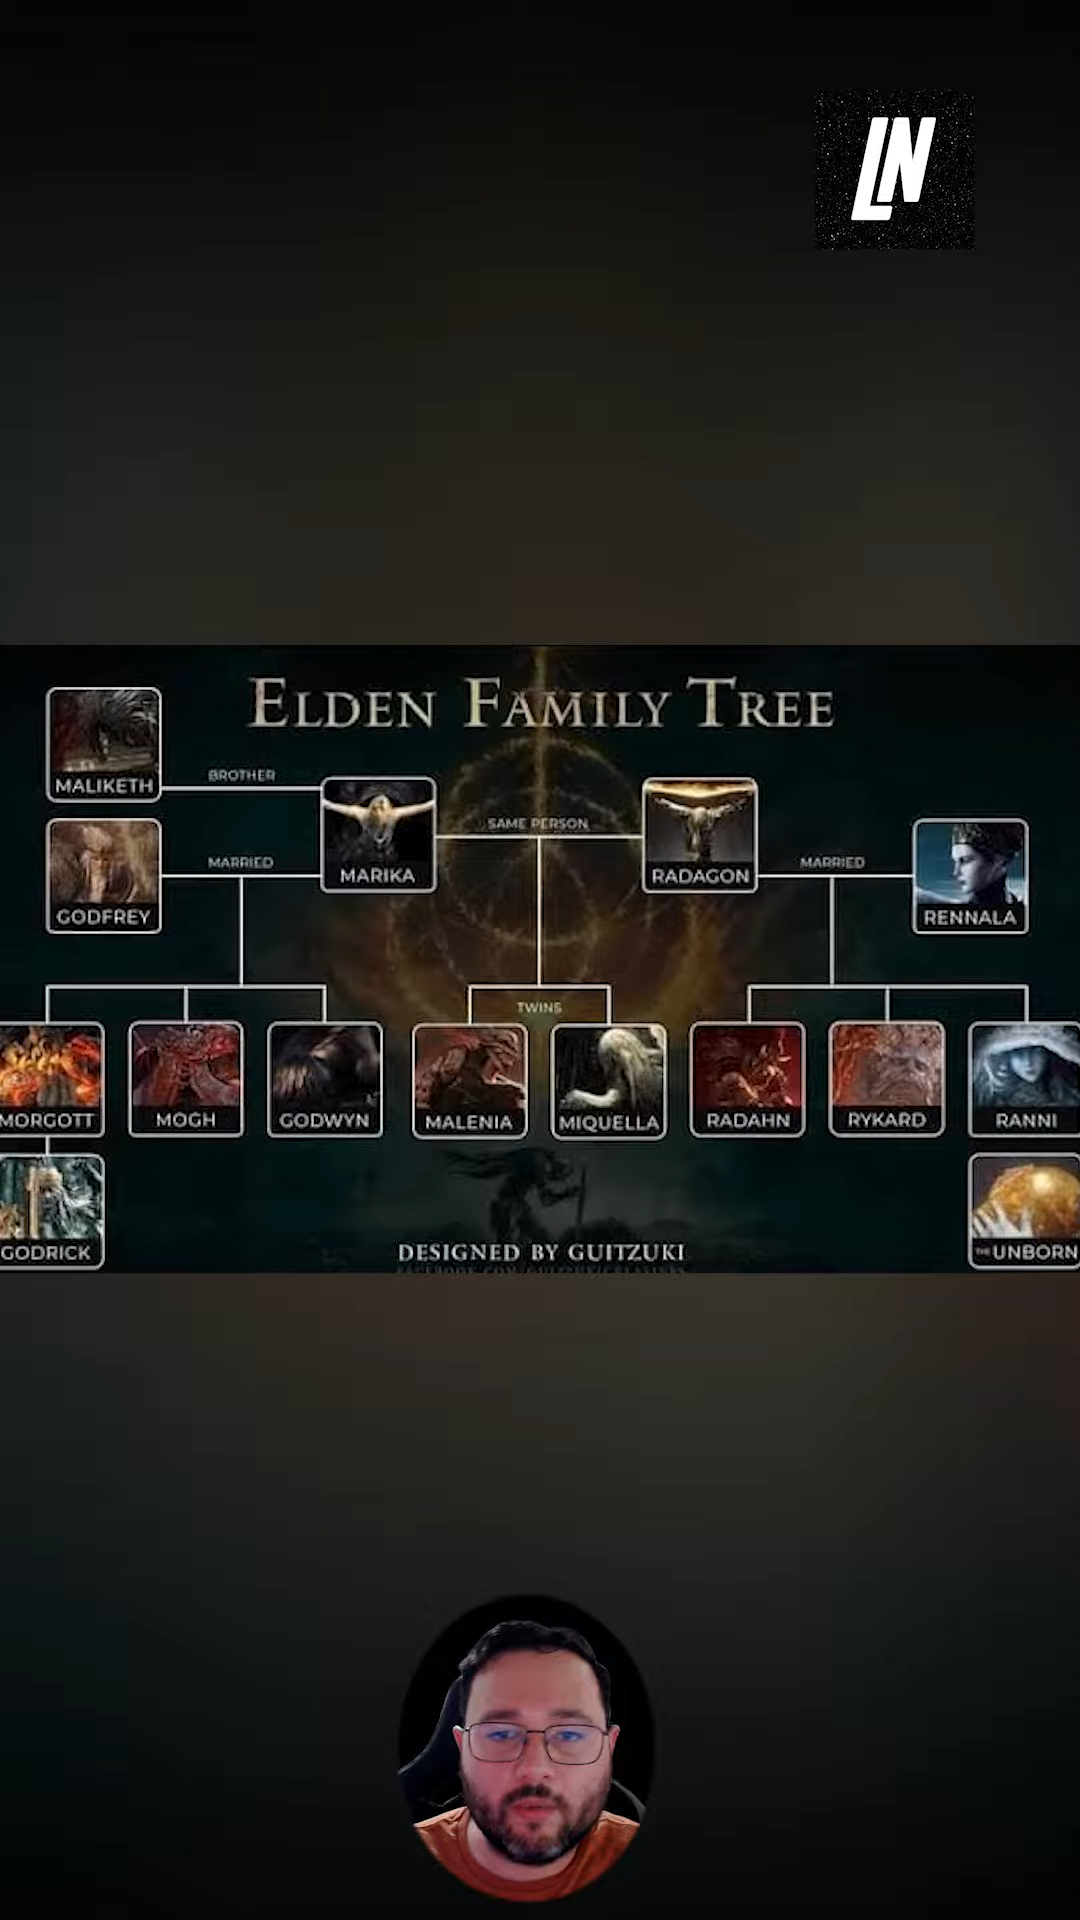 LN
ELDEN FAMILY TREE
MALIKETH
BROTHER
SAME PERSON
MARRIED
MARIKA
RADAGON
MARRIED
GODFREY
RENNALA
TWINS
MORGOTT
MOGH
GODWYN
MALENIA
MIQUELLA
RADAHN
RYKARD
RANNI
GODRICK
THE UNBORN
DESIGNED BY GUITZUKI